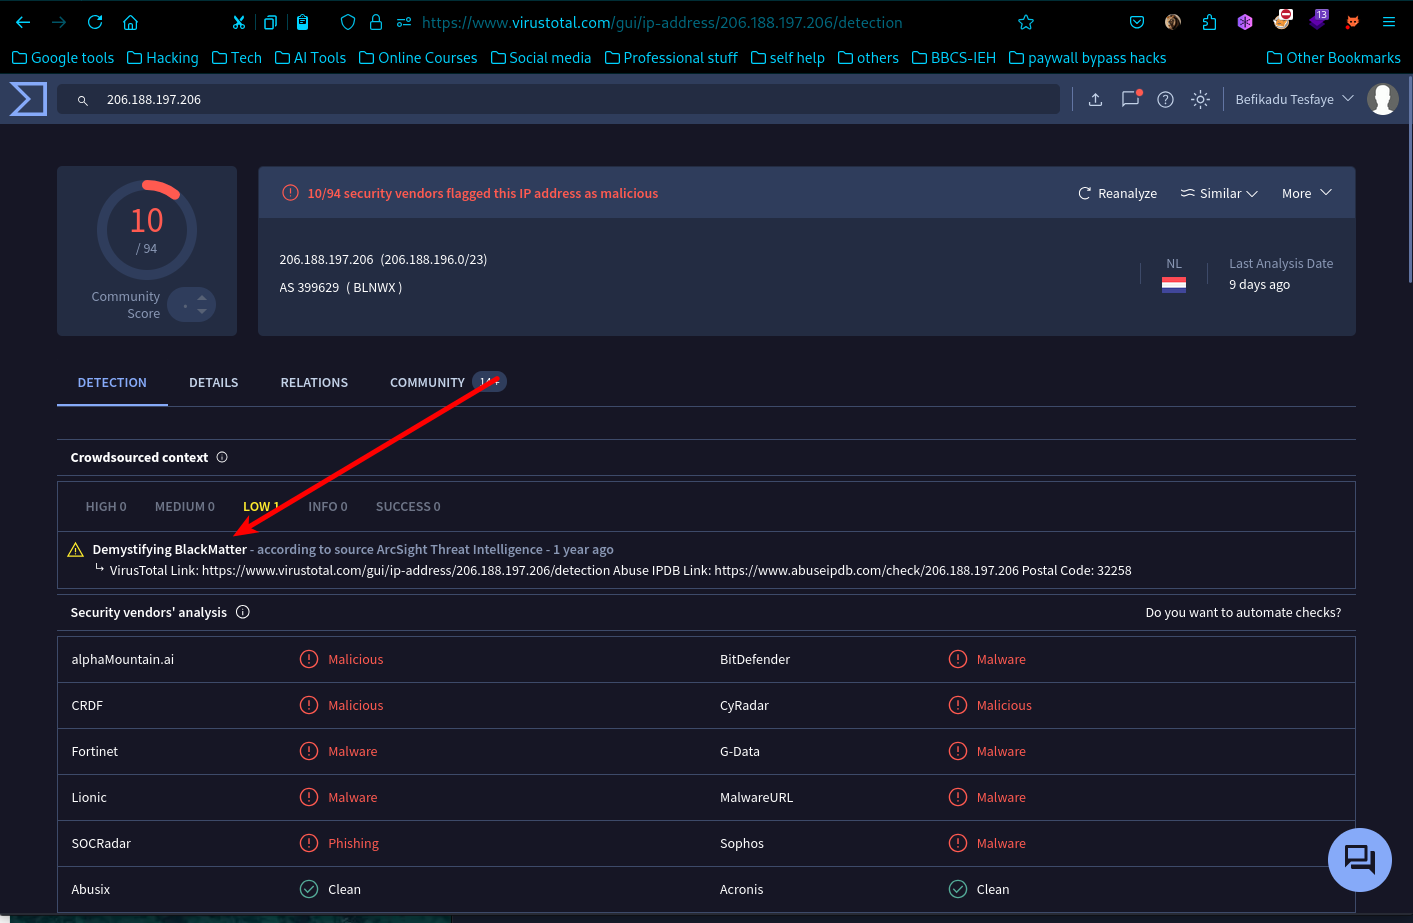 https://www.virustotal.com/gui/ip-address/206.188.197.206/detection
13
Google tools Hacking Tech AI Tools Online Courses Social media Professional stuff self help others BBCS-IEH paywall bypass hacks Other Bookmarks
206.188.197.206 Befikadu Tesfaye
10/94 security vendors flagged this IP address as malicious Reanalyze Similar More
10
/ 94
Community
Score
206.188.197.206 (206.188.196.0/23)
AS 399629 ( BLNWX )
NL
Last Analysis Date
9 days ago
DETECTION DETAILS RELATIONS COMMUNITY
Crowdsourced context
HIGH 0 MEDIUM 0 LOW 1 INFO 0 SUCCESS 0
Demystifying BlackMatter - according to source ArcSight Threat Intelligence - 1 year ago
VirusTotal Link: https://www.virustotal.com/gui/ip-address/206.188.197.206/detection Abuse IPDB Link: https://www.abuseipdb.com/check/206.188.197.206 Postal Code: 32258
Security vendors' analysis Do you want to automate checks?
alphaMountain.ai Malicious BitDefender Malware
CRDF Malicious CyRadar Malicious
Fortinet Malware G-Data Malware
Lionic Malware MalwareURL Malware
SOCRadar Phishing Sophos Malware
Abusix Clean Acronis Clean